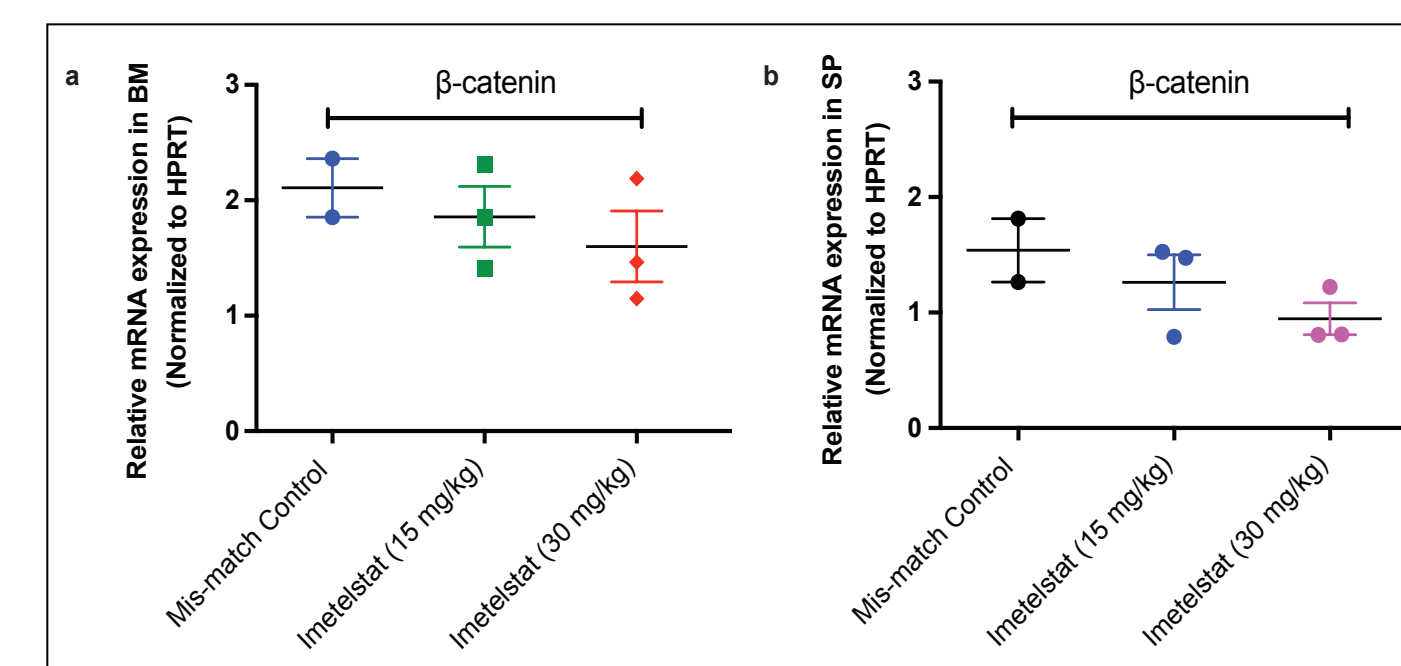 a
Relative mRNA expression in BM
(Normalized to HPRT)
3
2
1
0
β-catenin
Mis-match Control
Imetelstat (15 mg/kg)
Imetelstat (30 mg/kg)
b
Relative mRNA expression in SP
(Normalized to HPRT)
3
2
1
0
β-catenin
Mis-match Control
Imetelstat (15 mg/kg)
Imetelstat (30 mg/kg)